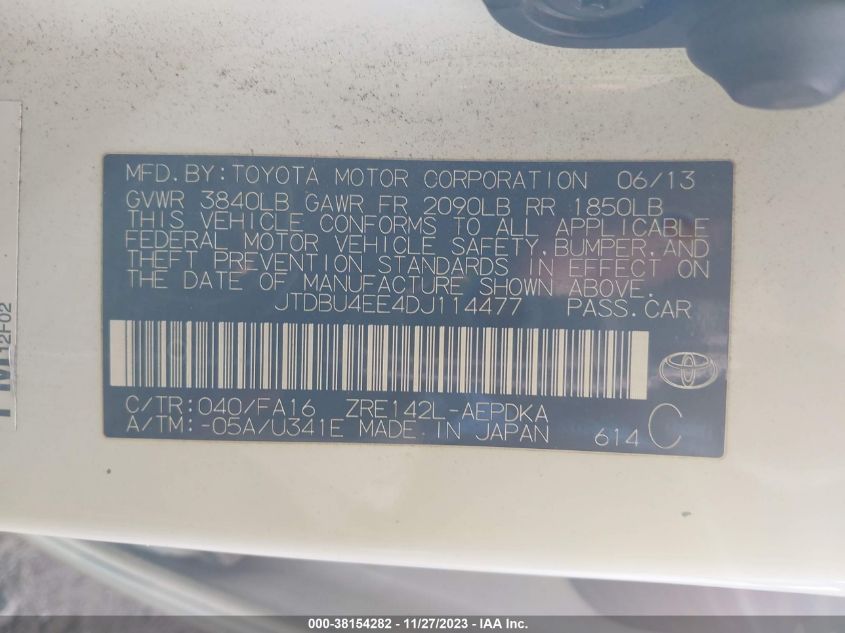 MFD. BY: TOYOTA MOTOR CORPORATION 06/13
GVWR 3840LB GAWR FR 2090LB RR 1850LB
THIS VEHICLE CONFORMS TO ALL APPLICABLE
FEDERAL MOTOR VEHICLE SAFETY, BUMPER, AND
THEFT PREVENTION STANDARDS IN EFFECT ON
THE DATE OF MANUFACTURE SHOWN ABOVE.
JTDBU4EE4DJ114477 PASS. CAR
C/TR: 040/FA16 ZRE142L-AEPDKA
A/TM: -05A/U341E MADE IN JAPAN 614 C
12F02
000-38154282 - 11/27/2023 - IAA Inc.